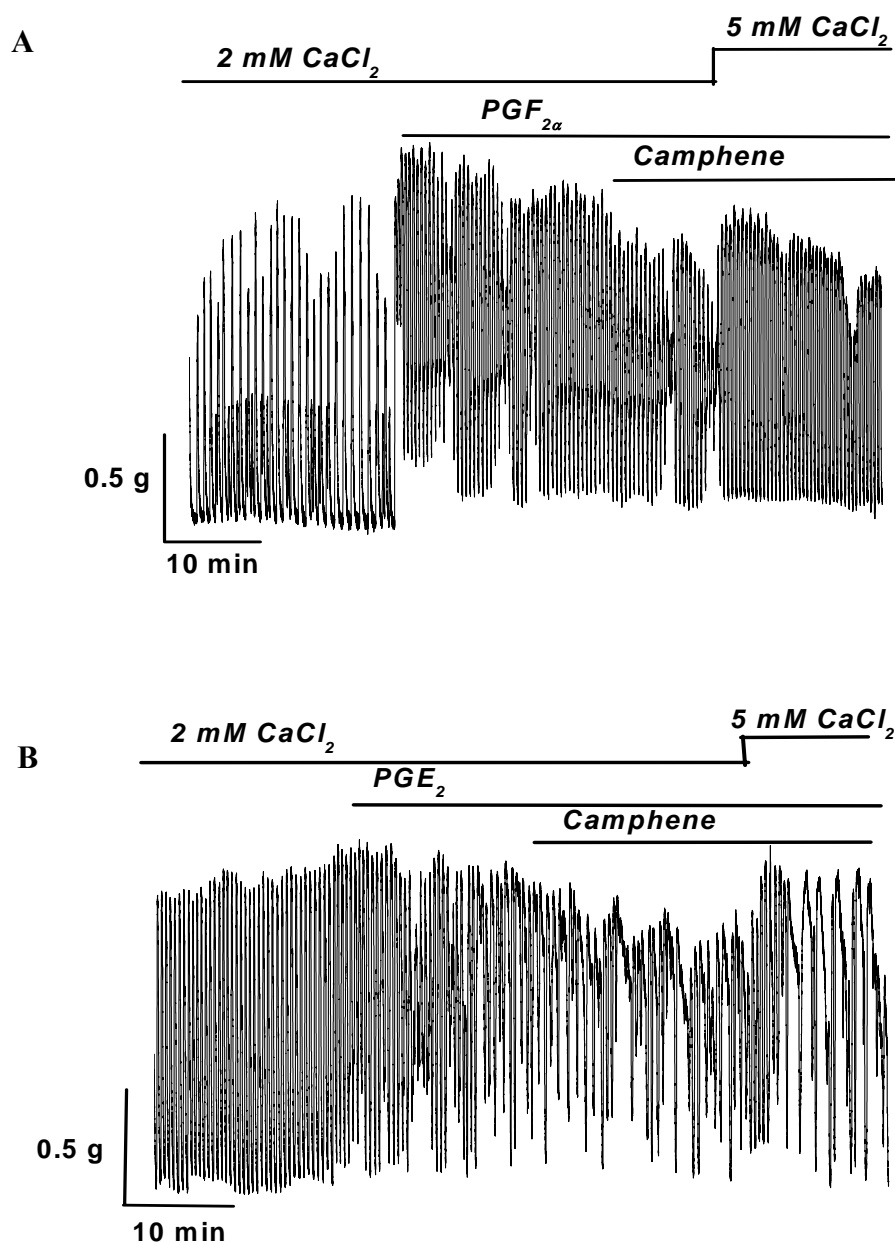 A
5 mM CaCl₂
2 mM CaCl₂
PGF₂α
Camphene
0.5 g
10 min
5 mM CaCl₂
2 mM CaCl₂
B
PGE₂
Camphene
0.5 g
10 min